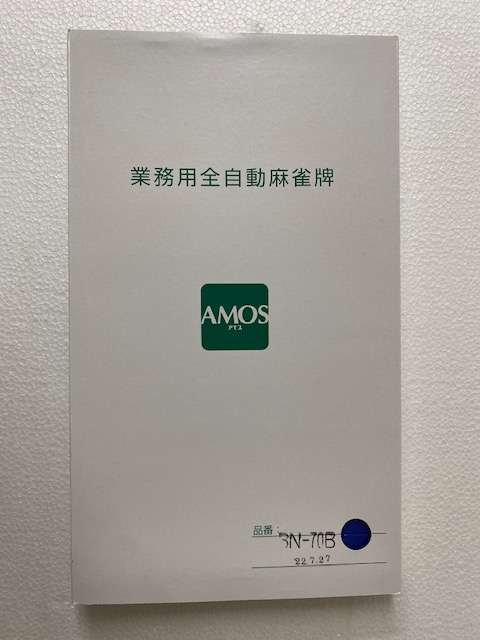 業務用全自動麻雀牌
AMOS
アモス
品番:
BN-70B
'22.7.27